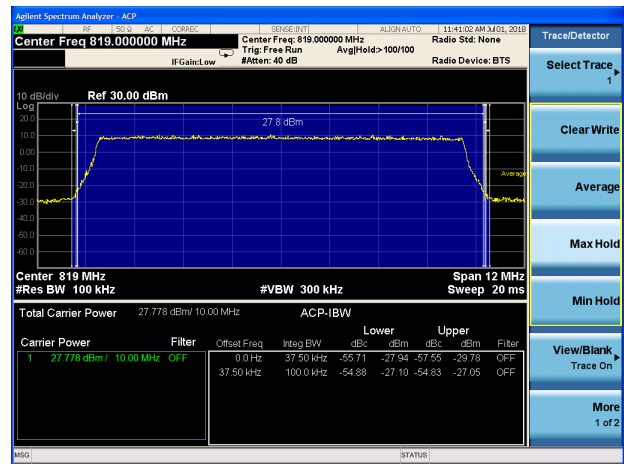 Agilent Spectrum Analyzer - ACP
RF 50 Ω AC CORREC SENSE:INT ALIGN AUTO 11:41:02 AM Jul 01, 2018
Center Freq 819.000000 MHz
Center Freq: 819.000000 MHz
Radio Std: None
Trig: Free Run Avg|Hold:> 100/100
IFGain:Low #Atten: 40 dB Radio Device: BTS
10 dB/div Ref 30.00 dBm
Log
20.0
27.8 dBm
10.0
0.00
-10.0
Average
-20.0
-30.0
-40.0
-50.0
-60.0
Center 819 MHz Span 12 MHz
#Res BW 100 kHz #VBW 300 kHz Sweep 20 ms
Total Carrier Power 27.778 dBm/ 10.00 MHz ACP-IBW
Lower Upper
Carrier Power Filter Offset Freq Integ BW dBc dBm dBc dBm Filter
1 27.778 dBm / 10.00 MHz OFF 0.0 Hz 37.50 kHz -55.71 -27.94 -57.55 -29.78 OFF
37.50 kHz 100.0 kHz -54.88 -27.10 -54.83 -27.05 OFF
MSG STATUS
Trace/Detector
Select Trace
1
Clear Write
Average
Max Hold
Min Hold
View/Blank
Trace On
More
1 of 2